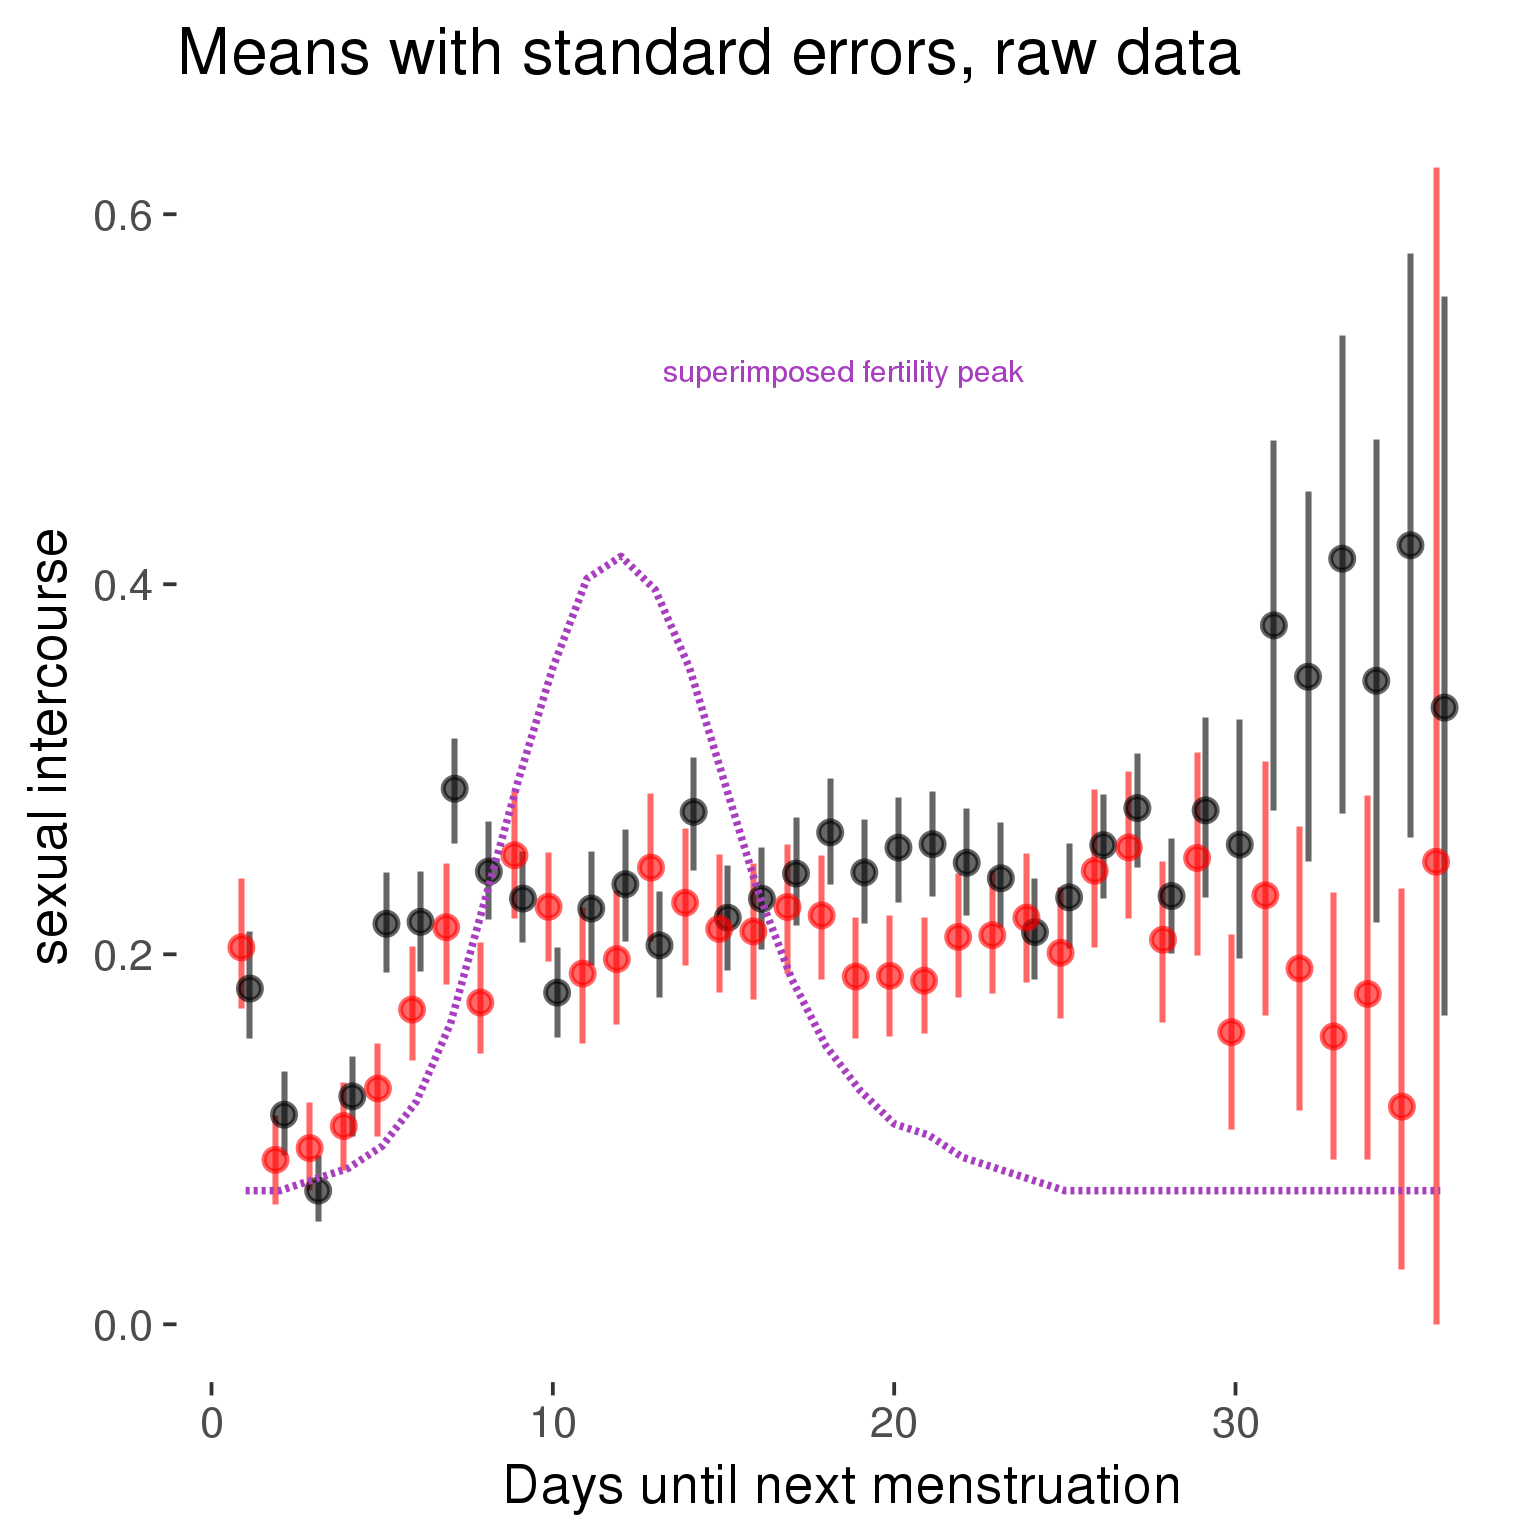 Means with standard errors, raw data
0.6
superimposed fertility peak
0.4
sexual intercourse
0.2
0.0
0 10 20 30
Days until next menstruation